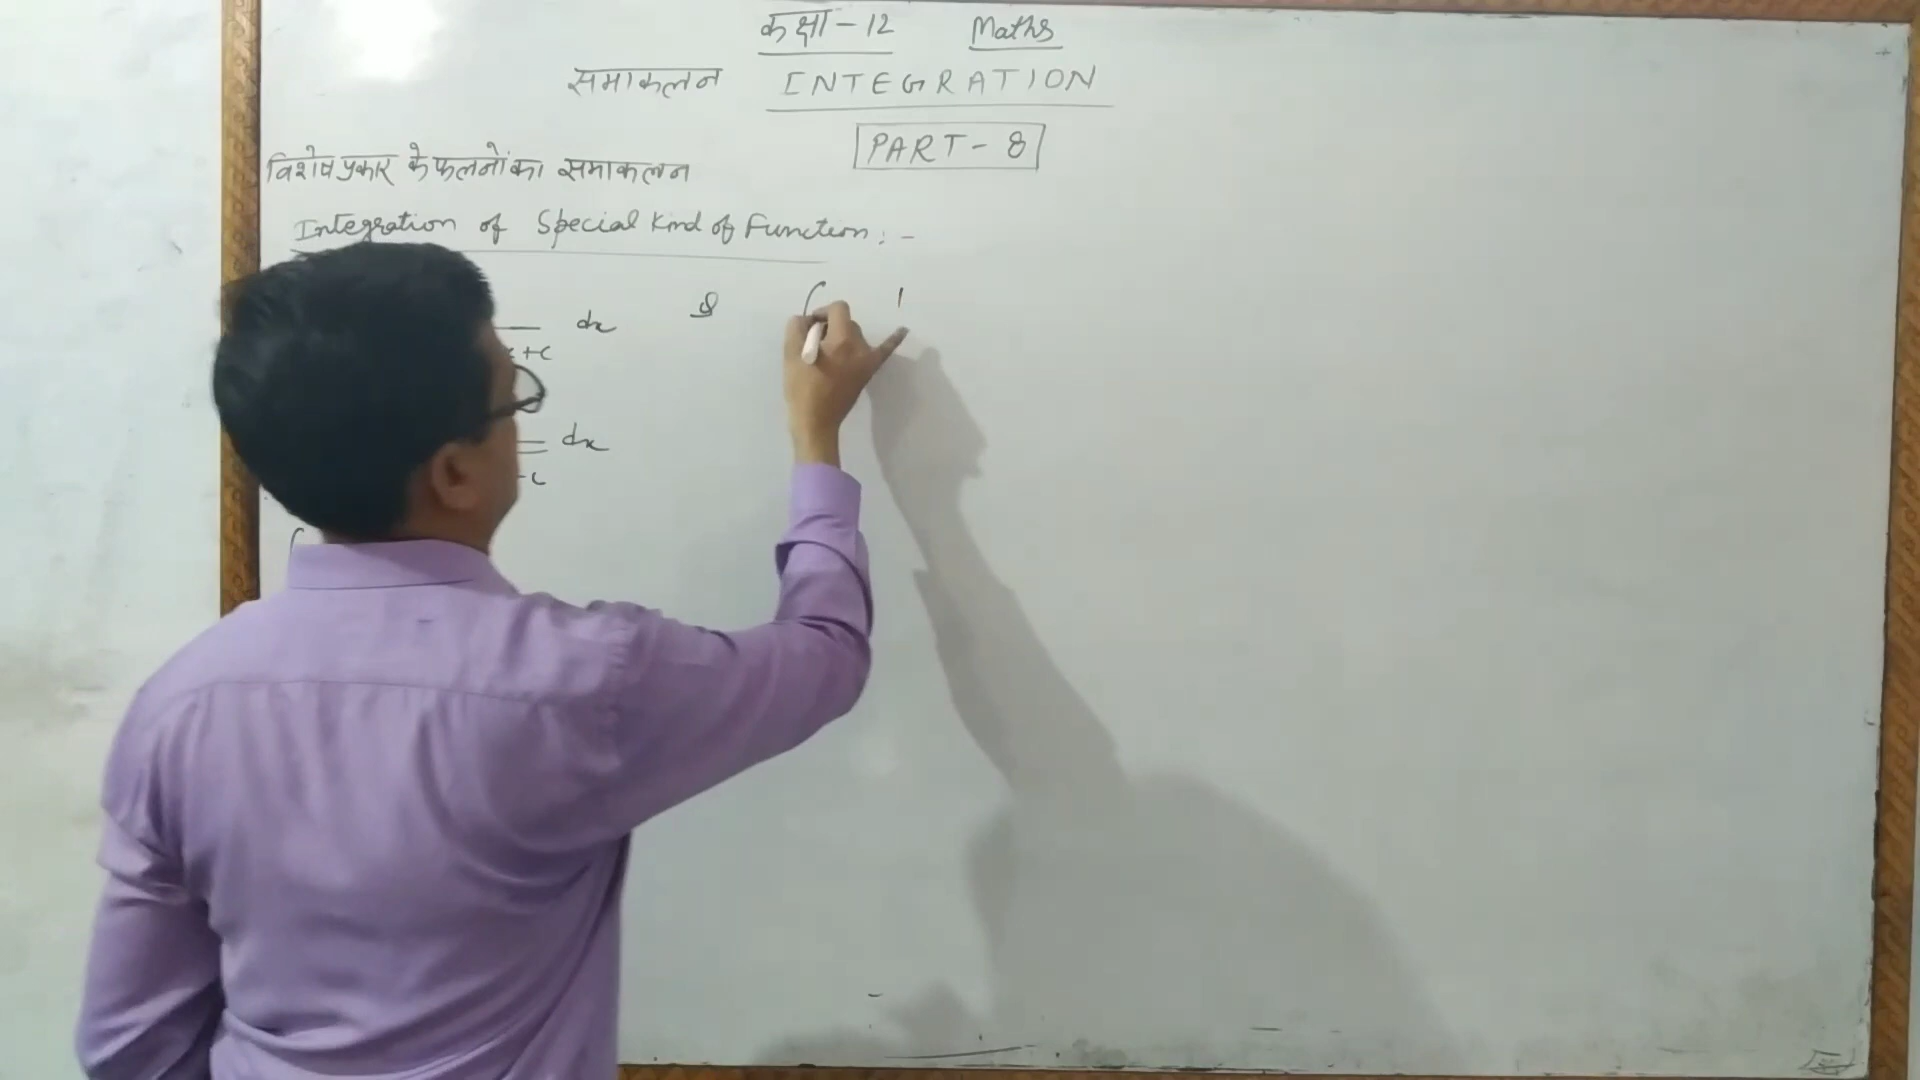 कक्षा - 12 Maths
समाकलन INTEGRATION
PART - 8
विशेष प्रकार के फलनों का समाकलन
Integration of Special Kind of Function : -
dx
+c
dx
-c
Q ∫ 1